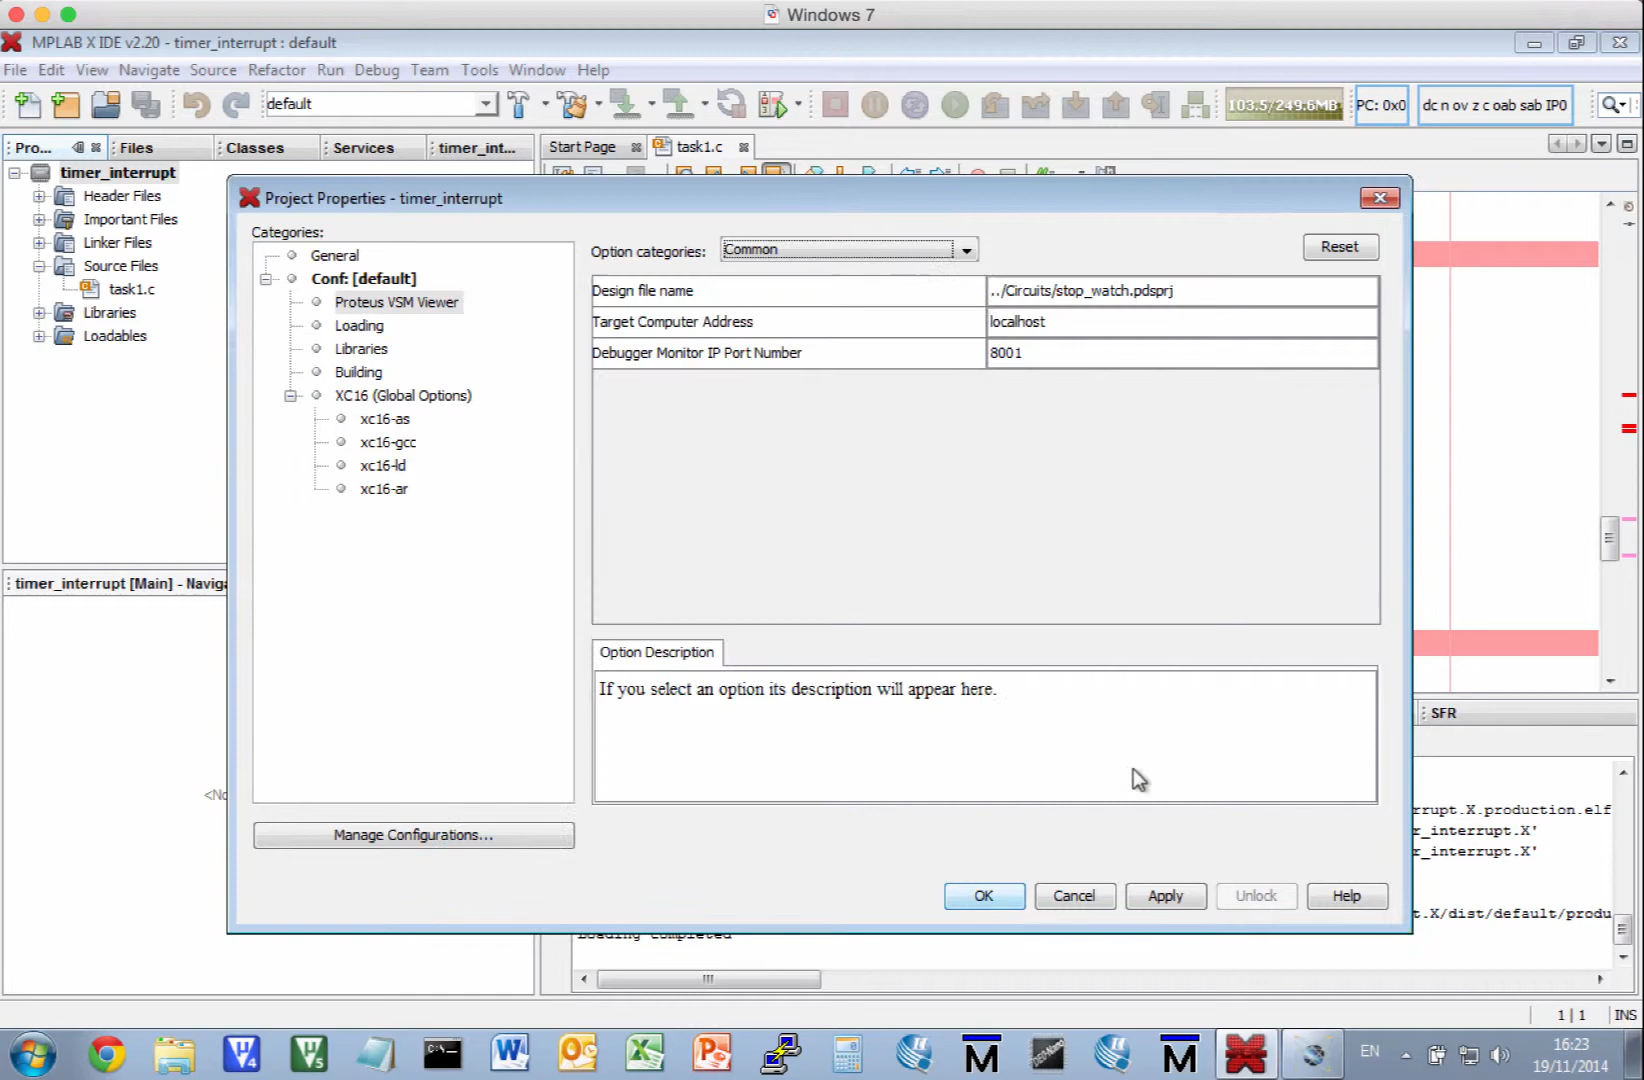 Windows 7
MPLAB X IDE v2.20 - timer_interrupt : default
File Edit View Navigate Source Refactor Run Debug Team Tools Window Help
default
103.5/249.6MB
PC: 0x0
dc n ov z c oab sab IP0
Pro...
Files
Classes
Services
timer_int...
Start Page
task1.c
timer_interrupt
Header Files
Important Files
Linker Files
Source Files
task1.c
Libraries
Loadables
timer_interrupt [Main] - Naviga
<No
Project Properties - timer_interrupt
Categories:
General
Conf: [default]
Proteus VSM Viewer
Loading
Libraries
Building
XC16 (Global Options)
xc16-as
xc16-gcc
xc16-ld
xc16-ar
Manage Configurations...
Option categories:
Common
Reset
Design file name
../Circuits/stop_watch.pdsprj
Target Computer Address
localhost
Debugger Monitor IP Port Number
8001
Option Description
If you select an option its description will appear here.
OK
Cancel
Apply
Unlock
Help
SFR
rrupt.X.production.elf
r_interrupt.X'
r_interrupt.X'
t.X/dist/default/produ
Loading completed
1 | 1
INS
EN
16:23
19/11/2014